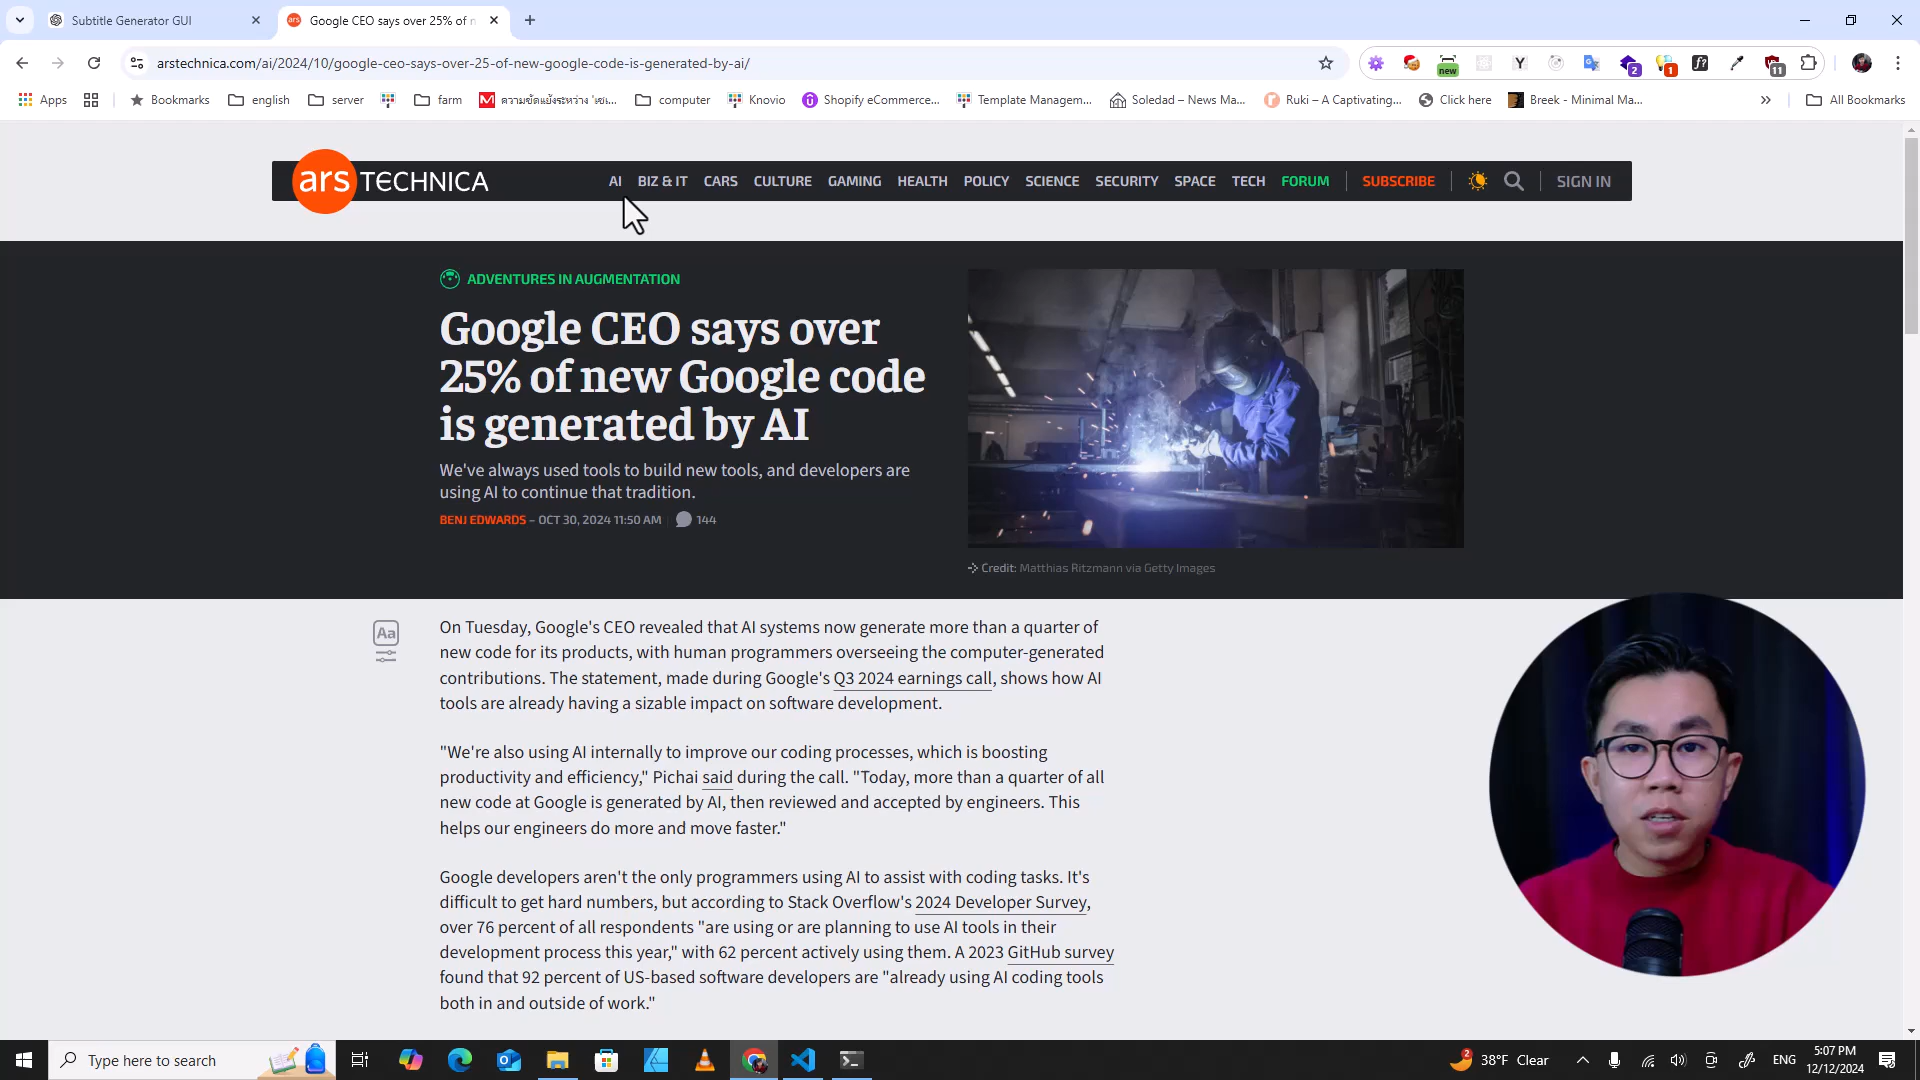 Subtitle Generator GUI
ars
Google CEO says over 25% of n
arstechnica.com/ai/2024/10/google-ceo-says-over-25-of-new-google-code-is-generated-by-ai/
new
Y
2
1
f?
11
Apps
Bookmarks
english
server
farm
M
ความขัดแย้งระหว่าง 'เซเ...
computer
Knovio
Shopify eCommerce...
Template Managem...
Soledad – News Ma...
Ruki – A Captivating...
Click here
Breek - Minimal Ma...
»
All Bookmarks
ars TECHNICA
AI
BIZ & IT
CARS
CULTURE
GAMING
HEALTH
POLICY
SCIENCE
SECURITY
SPACE
TECH
FORUM
SUBSCRIBE
SIGN IN
ADVENTURES IN AUGMENTATION
Google CEO says over
25% of new Google code
is generated by AI
We've always used tools to build new tools, and developers are
using AI to continue that tradition.
BENJ EDWARDS – OCT 30, 2024 11:50 AM
144
Credit: Matthias Ritzmann via Getty Images
Aa
On Tuesday, Google's CEO revealed that AI systems now generate more than a quarter of
new code for its products, with human programmers overseeing the computer-generated
contributions. The statement, made during Google's Q3 2024 earnings call, shows how AI
tools are already having a sizable impact on software development.
"We're also using AI internally to improve our coding processes, which is boosting
productivity and efficiency," Pichai said during the call. "Today, more than a quarter of all
new code at Google is generated by AI, then reviewed and accepted by engineers. This
helps our engineers do more and move faster."
Google developers aren't the only programmers using AI to assist with coding tasks. It's
difficult to get hard numbers, but according to Stack Overflow's 2024 Developer Survey,
over 76 percent of all respondents "are using or are planning to use AI tools in their
development process this year," with 62 percent actively using them. A 2023 GitHub survey
found that 92 percent of US-based software developers are "already using AI coding tools
both in and outside of work."
Type here to search
2
38°F Clear
ENG
5:07 PM
12/12/2024